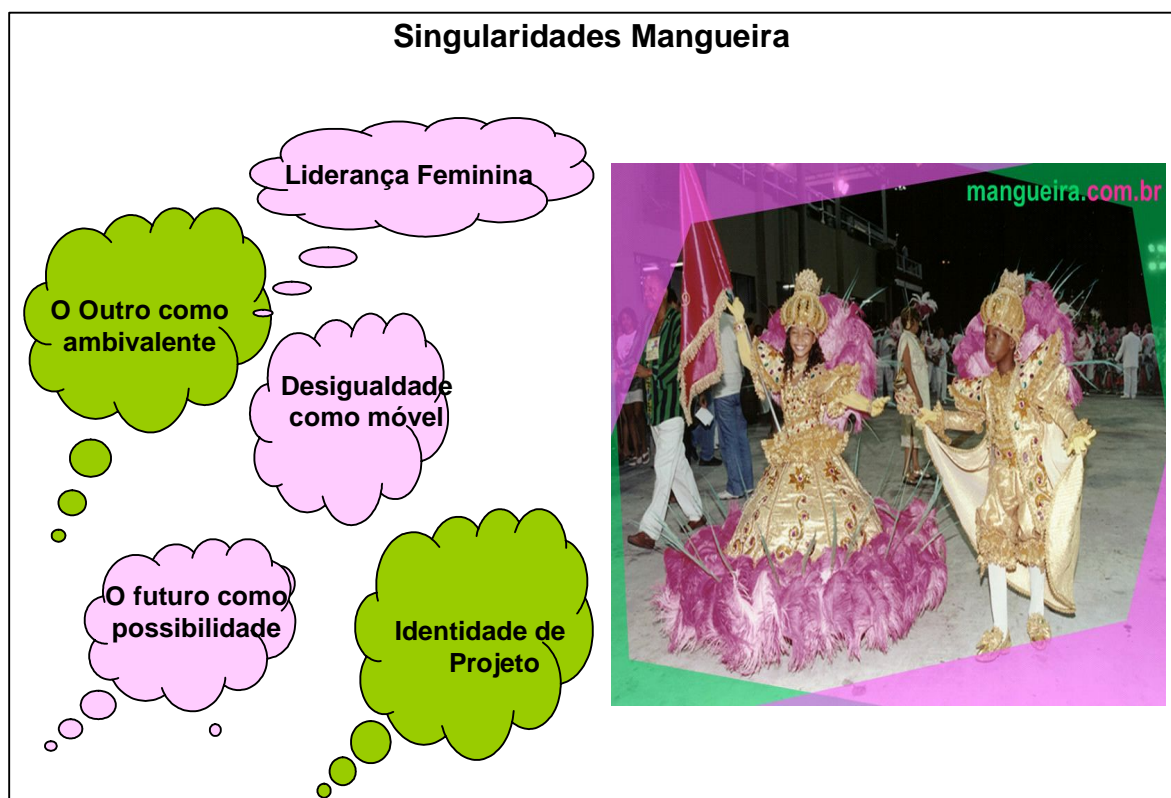 Singularidades Mangueira
Liderança Feminina
mangueira.com.br
O Outro como
ambivalente
Desigualdade
como móvel
O futuro como
possibilidade
Identidade de
Projeto